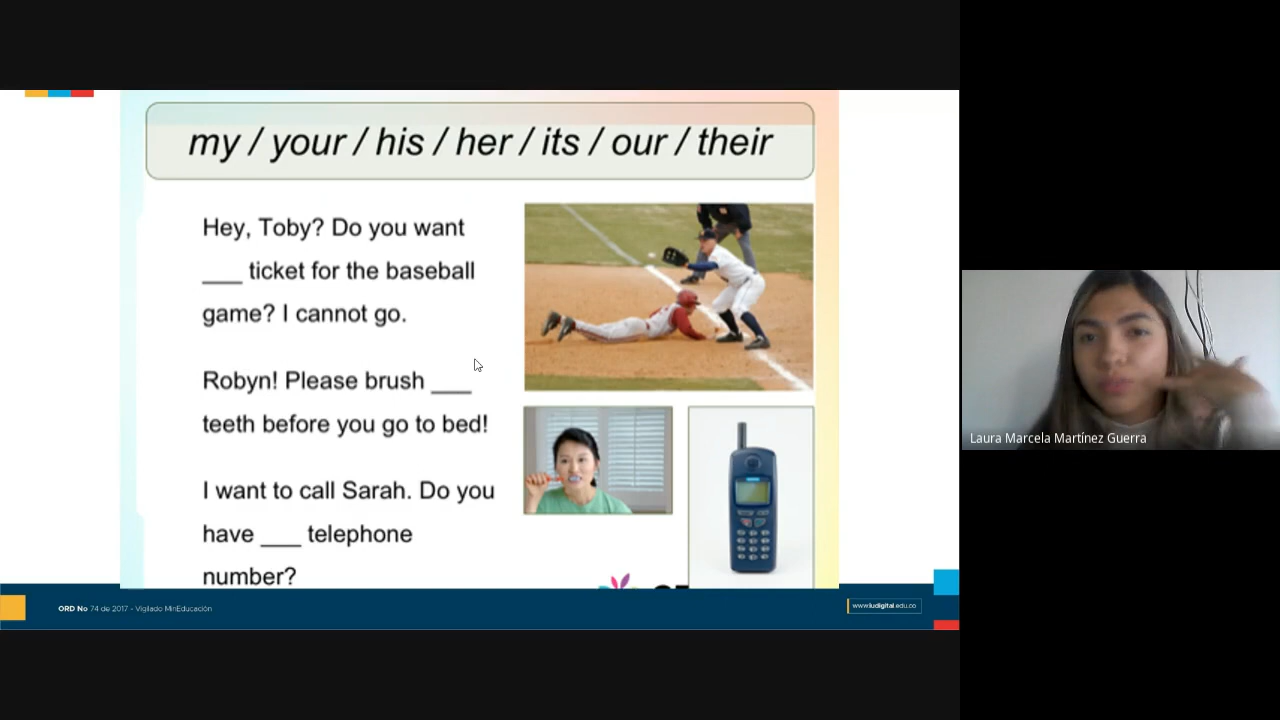 my / your / his / her / its / our / their
Hey, Toby? Do you want
___ ticket for the baseball
game? I cannot go.
Robyn! Please brush ___
teeth before you go to bed!
I want to call Sarah. Do you
have ___ telephone
number?
Laura Marcela Martínez Guerra
ORD No 74 de 2017 - Vigilado MinEducación
www.iudigital.edu.co